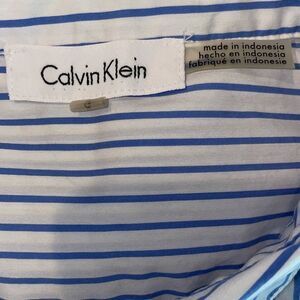 Calvin Klein
made in indonesia
hecho en indonesia
fabriqué en indonesie